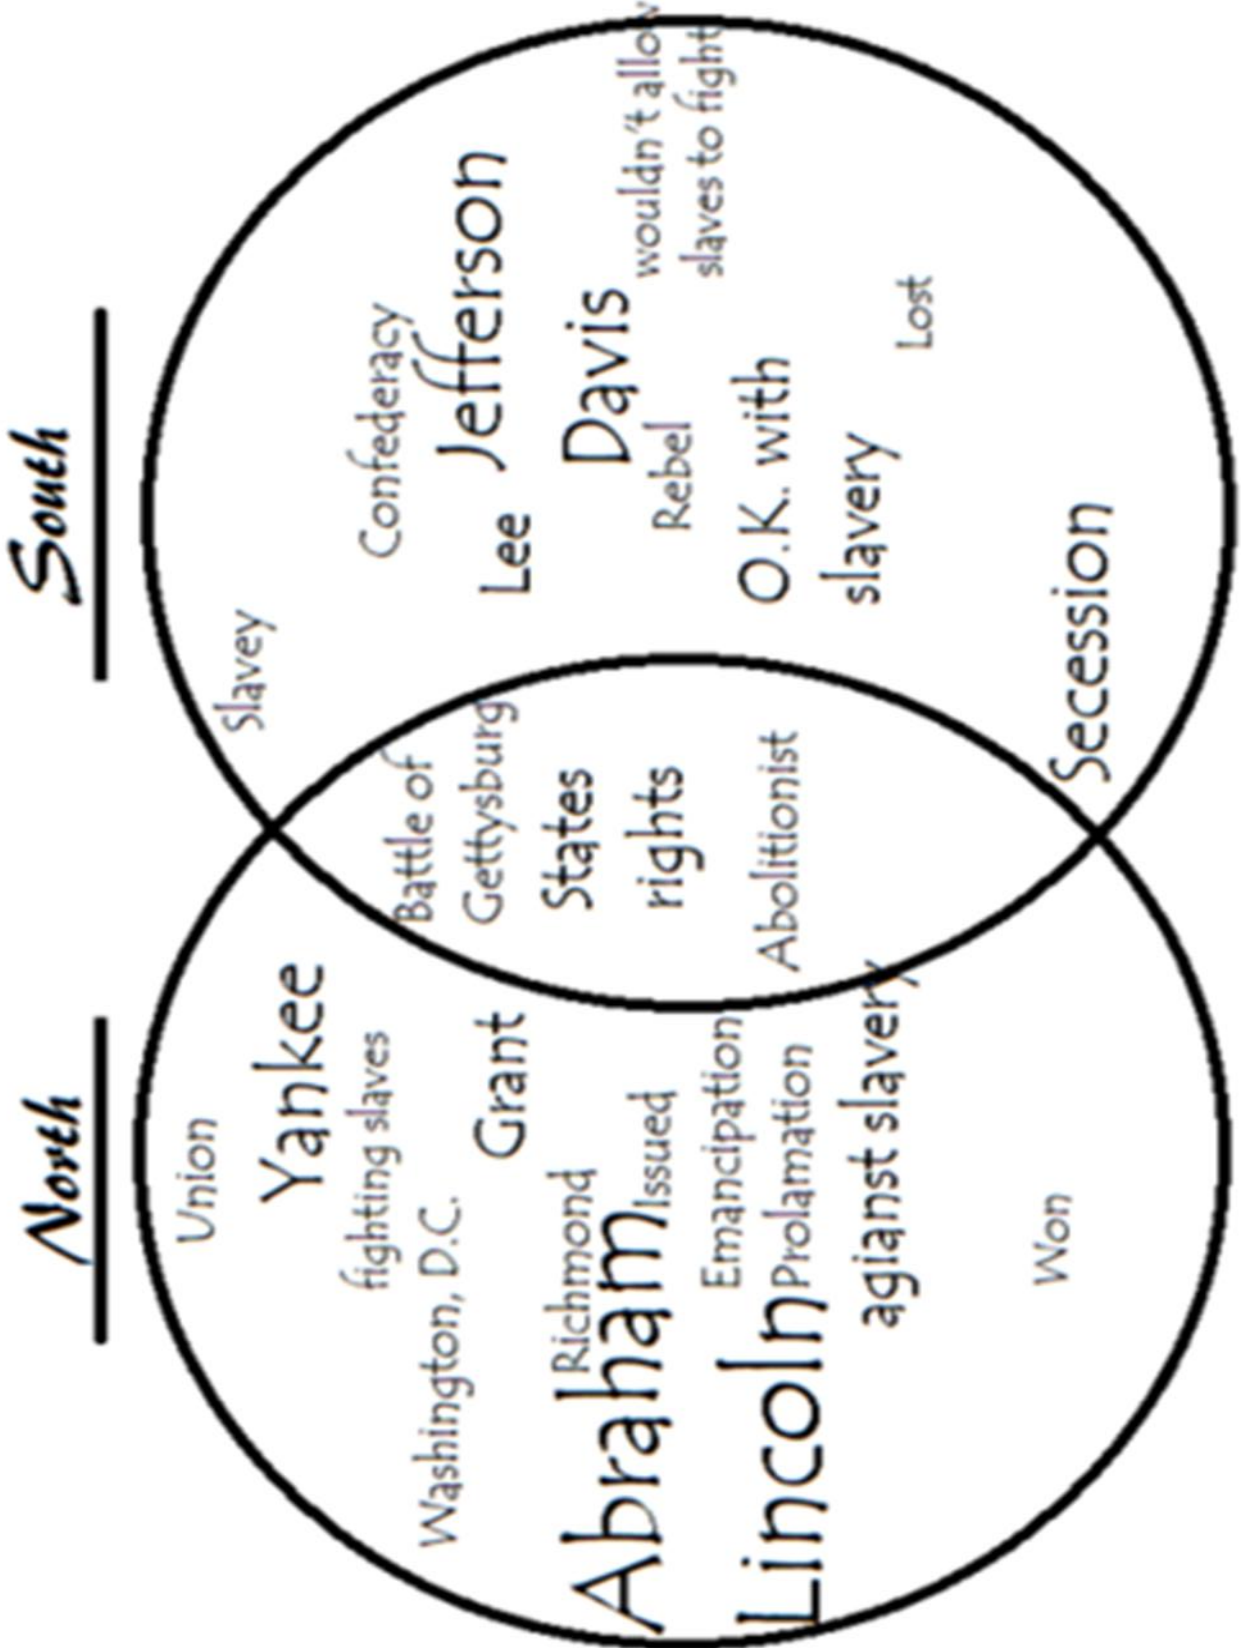 North
South
Union
Yankee
fighting slaves
Washington, D.C.
Grant
Richmond
Abraham
Lincoln
Issued
Emancipation
Prolamation
agianst slavery
Won
Battle of
Gettysburg
States
rights
Abolitionist
Slavey
Confederacy
Lee
Jefferson
Davis
Rebel
wouldn't allow
slaves to fight
O.K. with
slavery
Lost
Secession